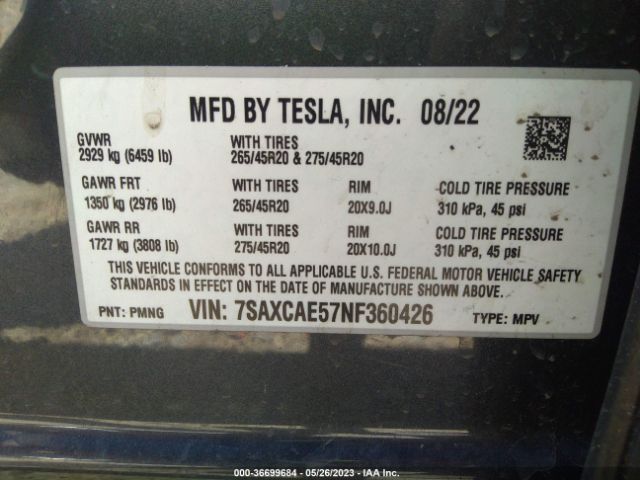 MFD BY TESLA, INC. 08/22
GVWR WITH TIRES
2929 kg (6459 lb) 265/45R20 & 275/45R20
GAWR FRT WITH TIRES RIM COLD TIRE PRESSURE
1350 kg (2976 lb) 265/45R20 20X9.0J 310 kPa, 45 psi
GAWR RR WITH TIRES RIM COLD TIRE PRESSURE
1727 kg (3808 lb) 275/45R20 20X10.0J 310 kPa, 45 psi
THIS VEHICLE CONFORMS TO ALL APPLICABLE U.S. FEDERAL MOTOR VEHICLE SAFETY
STANDARDS IN EFFECT ON THE DATE OF MANUFACTURE SHOWN ABOVE.
PNT: PMNG VIN: 7SAXCAE57NF360426 TYPE: MPV
000-36699684 - 05/26/2023 - IAA Inc.